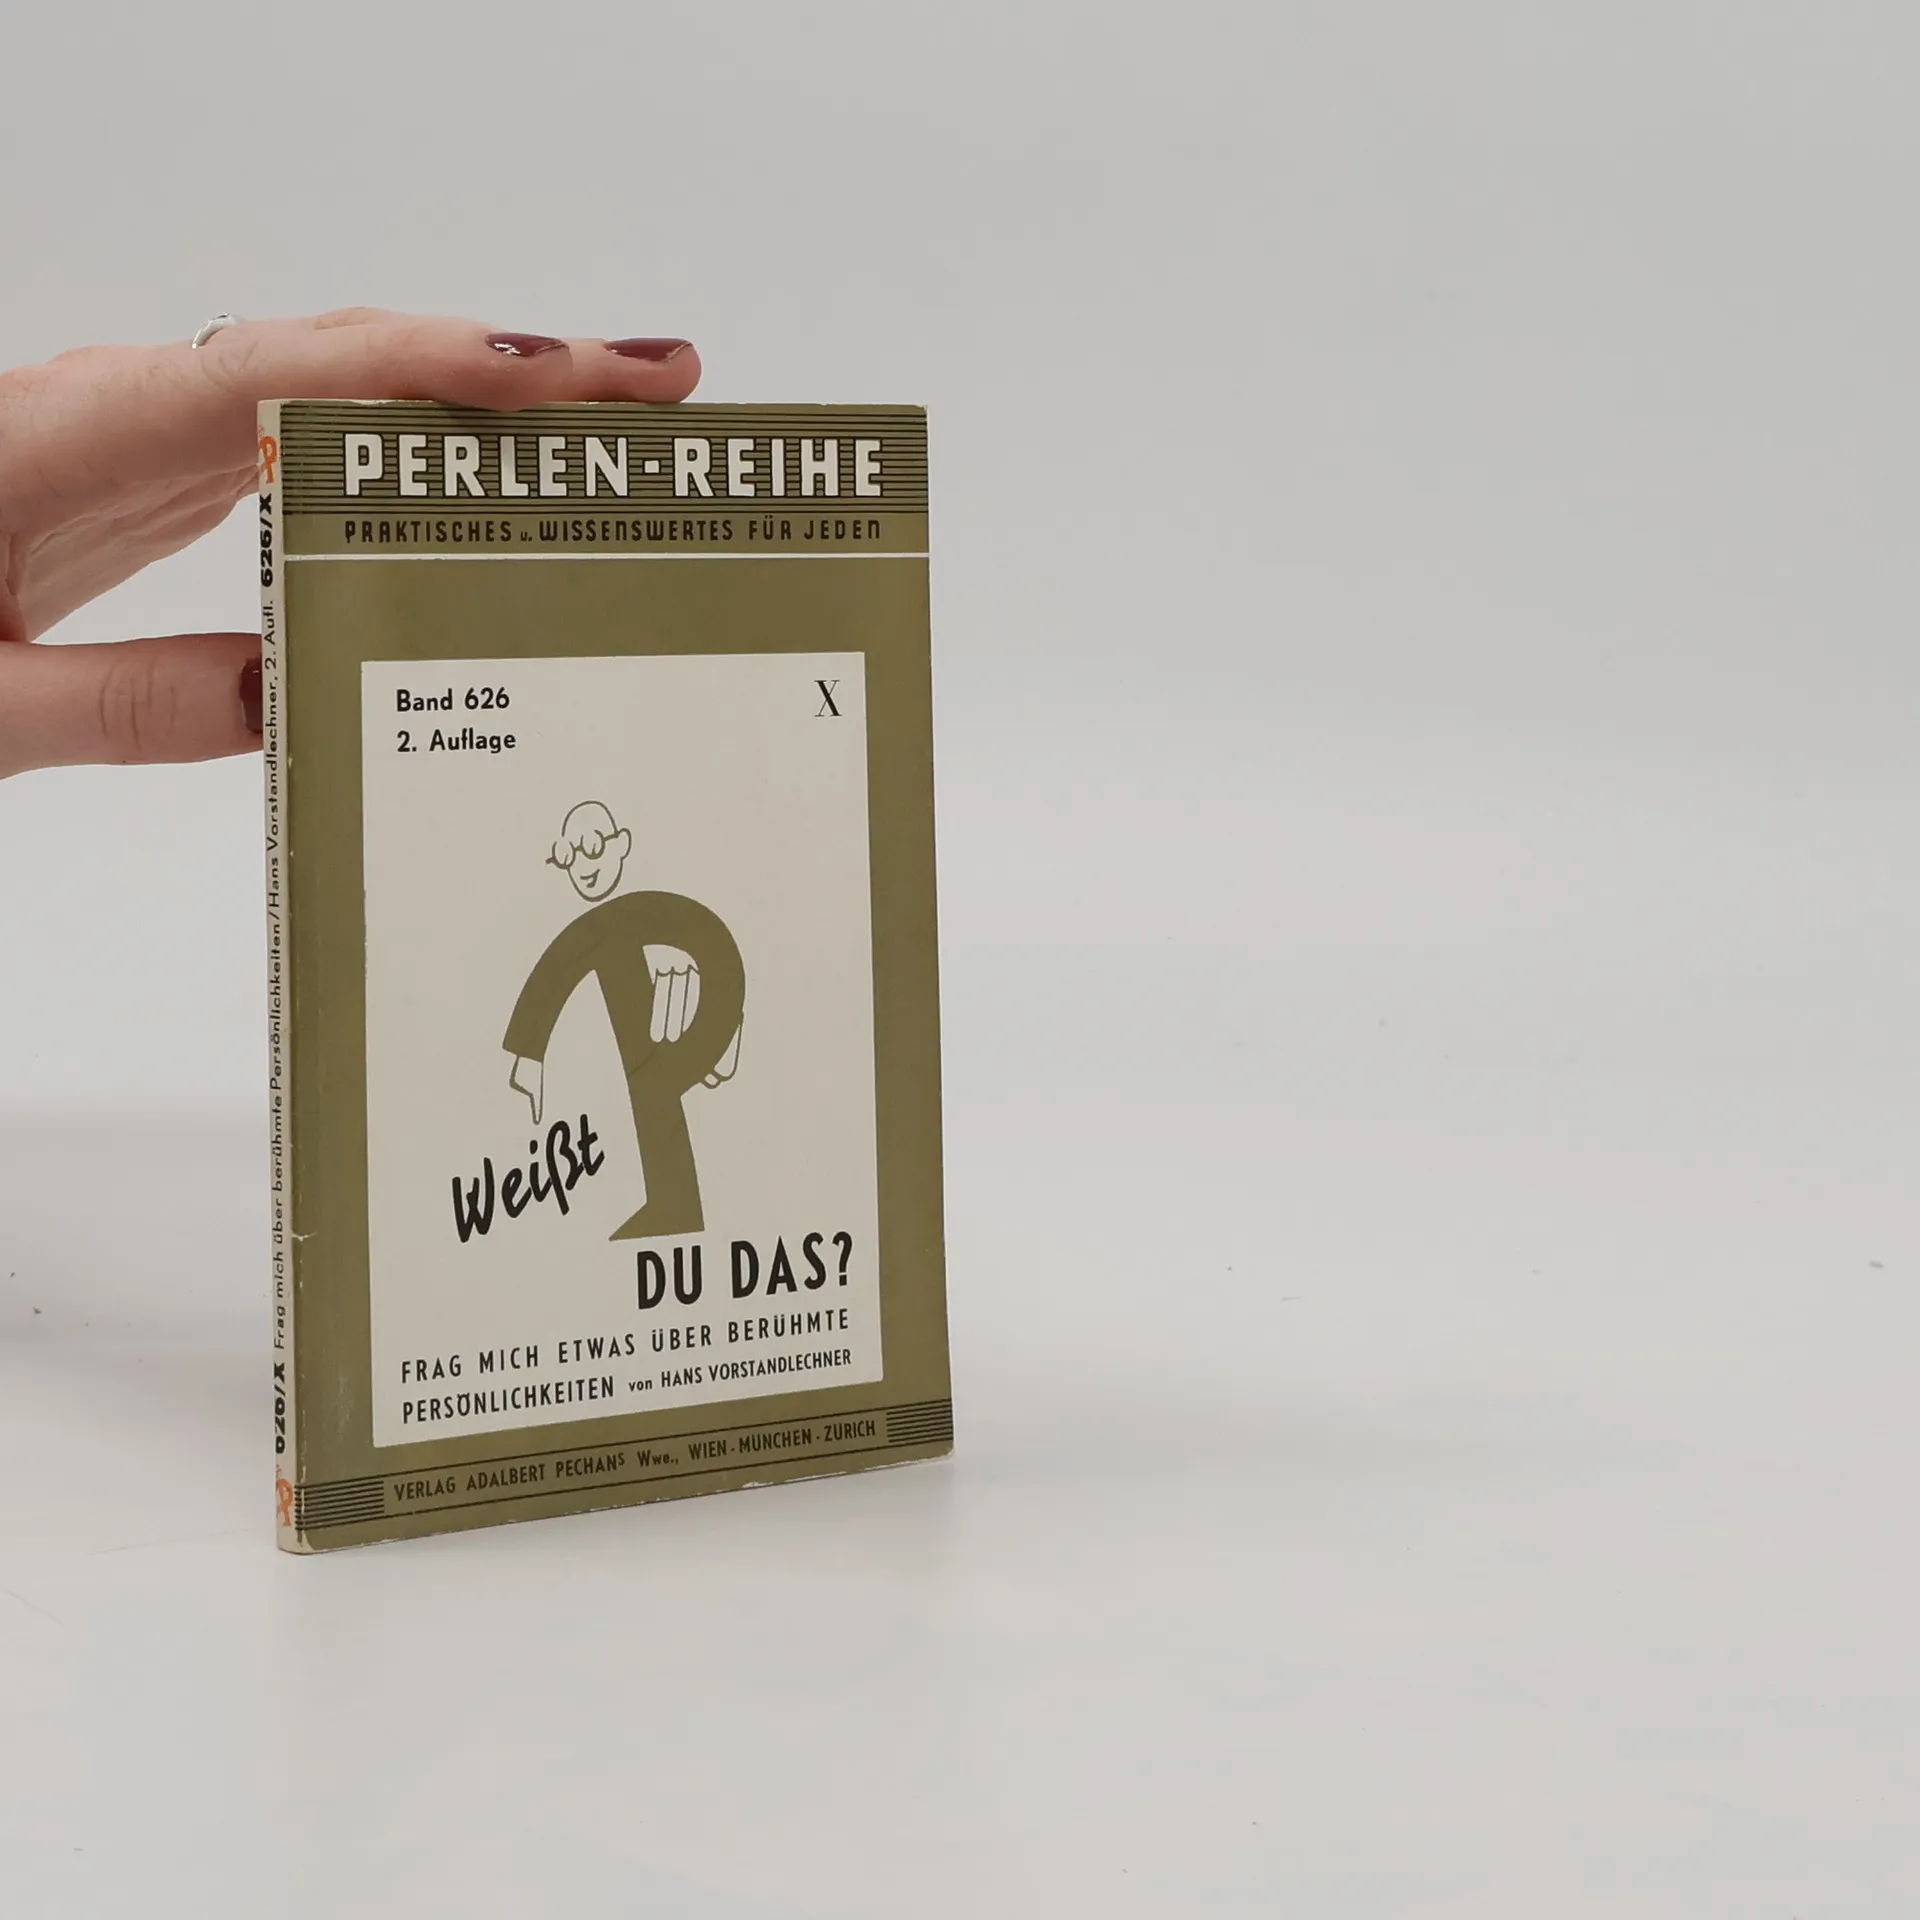 PERLEN-REIHE
PRAKTISCHES u. WISSENSWERTES FÜR JEDEN
Band 626
X
2. Auflage
Weißt
DU DAS?
FRAG MICH ETWAS ÜBER BERÜHMTE
PERSÖNLICHKEITEN von HANS VORSTANDLECHNER
VERLAG ADALBERT PECHANS Wwe., WIEN - MÜNCHEN - ZÜRICH
626/X Frag mich über berühmte Persönlichkeiten/Hans Vorstandlechner, 2. Aufl. 626/X